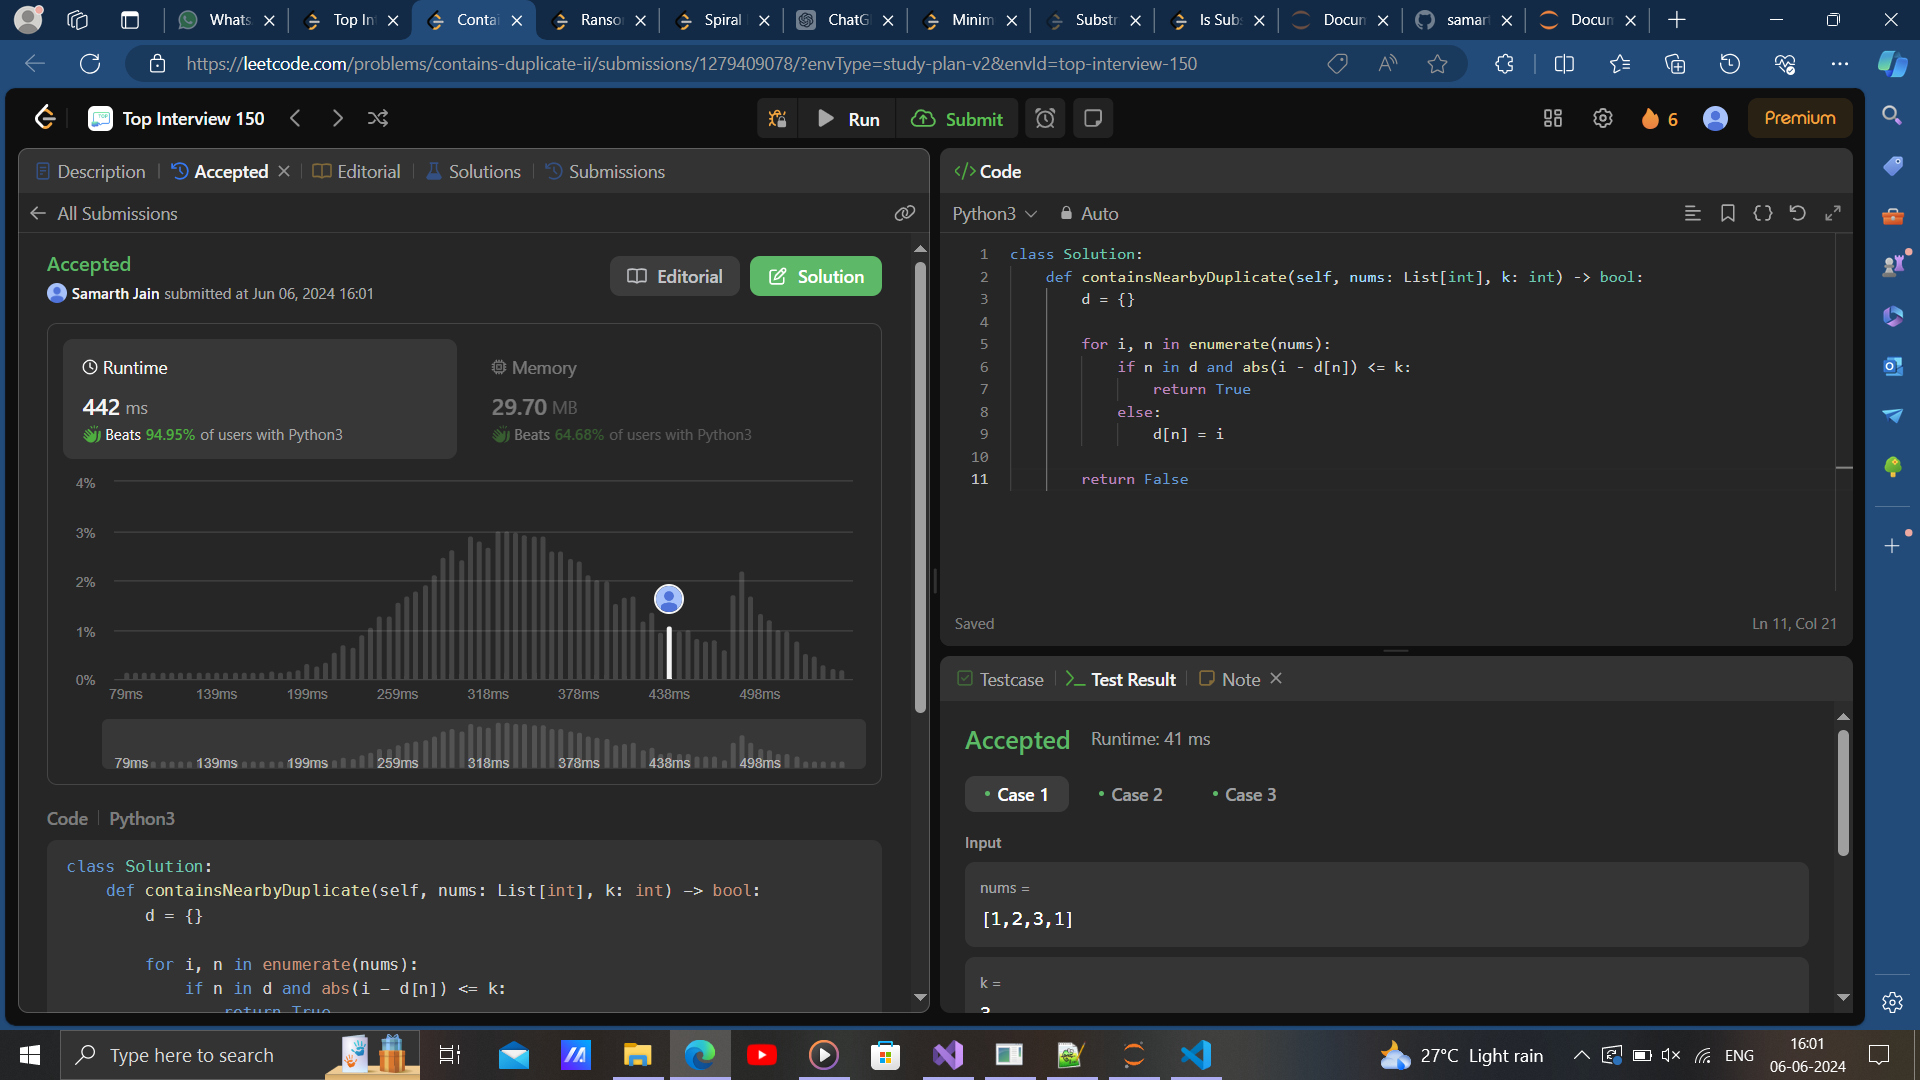 Whats
Top In
Contai
Ranso
Spiral
ChatG
Minim
Substr
Is Sub
Docum
samart
Docum
https://leetcode.com/problems/contains-duplicate-ii/submissions/1279409078/?envType=study-plan-v2&envId=top-interview-150
Top Interview 150
Run
Submit
6
Premium
Description
Accepted
Editorial
Solutions
Submissions
All Submissions
Accepted
Samarth Jain submitted at Jun 06, 2024 16:01
Editorial
Solution
Runtime
442 ms
Beats 94.95% of users with Python3
Memory
29.70 MB
Beats 64.68% of users with Python3
4%
3%
2%
1%
0%
79ms 139ms 199ms 259ms 318ms 378ms 438ms 498ms
79ms 139ms 199ms 259ms 318ms 378ms 438ms 498ms
Code Python3
class Solution:
    def containsNearbyDuplicate(self, nums: List[int], k: int) -> bool:
        d = {}
        for i, n in enumerate(nums):
            if n in d and abs(i - d[n]) <= k:
                return True
Code
Python3
Auto
1 class Solution:
2     def containsNearbyDuplicate(self, nums: List[int], k: int) -> bool:
3         d = {}
4
5         for i, n in enumerate(nums):
6             if n in d and abs(i - d[n]) <= k:
7                 return True
8             else:
9                 d[n] = i
10
11         return False
Saved
Ln 11, Col 21
Testcase
Test Result
Note
Accepted Runtime: 41 ms
Case 1
Case 2
Case 3
Input
nums =
[1,2,3,1]
k =
3
Type here to search
27°C Light rain
ENG
16:01
06-06-2024